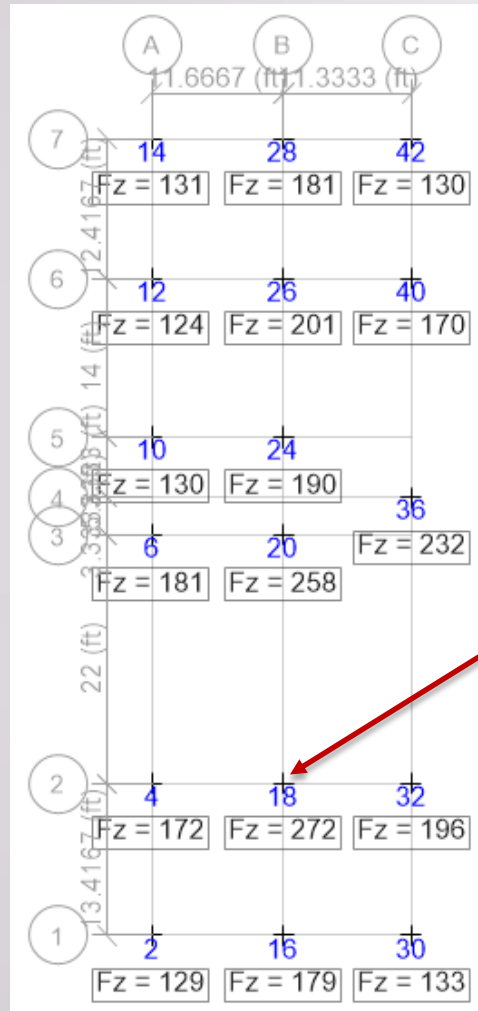 A B C
11.6667 (ft) 11.3333 (ft)
7
14 28 42
Fz = 131 Fz = 181 Fz = 130
12.4167 (ft)
6
12 26 40
Fz = 124 Fz = 201 Fz = 170
14 (ft)
5
10 24
Fz = 130 Fz = 190
4
36
3
6 20
Fz = 232
Fz = 181 Fz = 258
22 (ft)
2
4 18 32
Fz = 172 Fz = 272 Fz = 196
13.4167 (ft)
1
2 16 30
Fz = 129 Fz = 179 Fz = 133